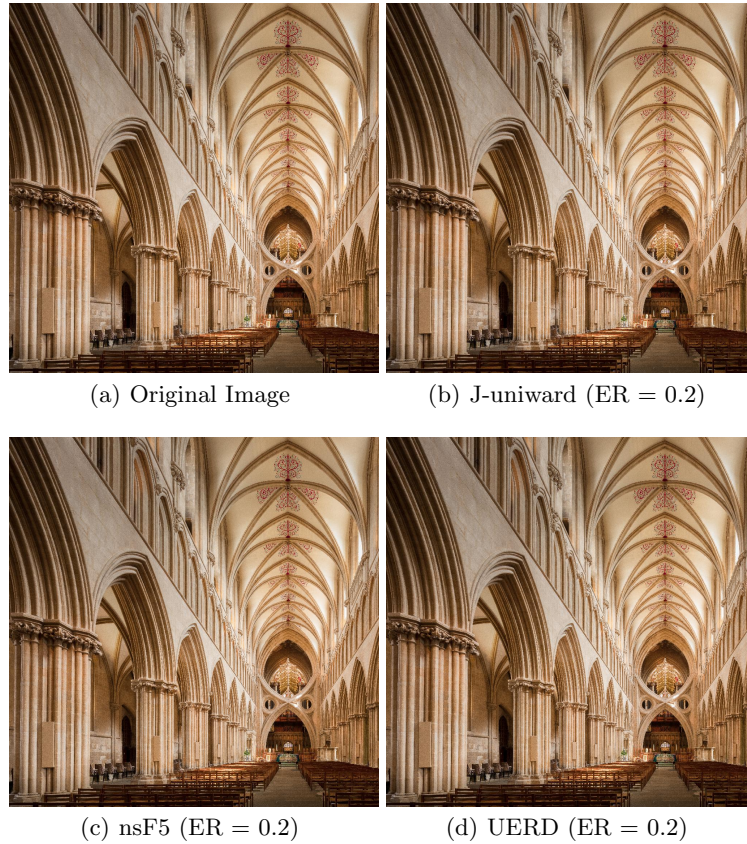 (a) Original Image
(b) J-uniward (ER = 0.2)
(c) nsF5 (ER = 0.2)
(d) UERD (ER = 0.2)